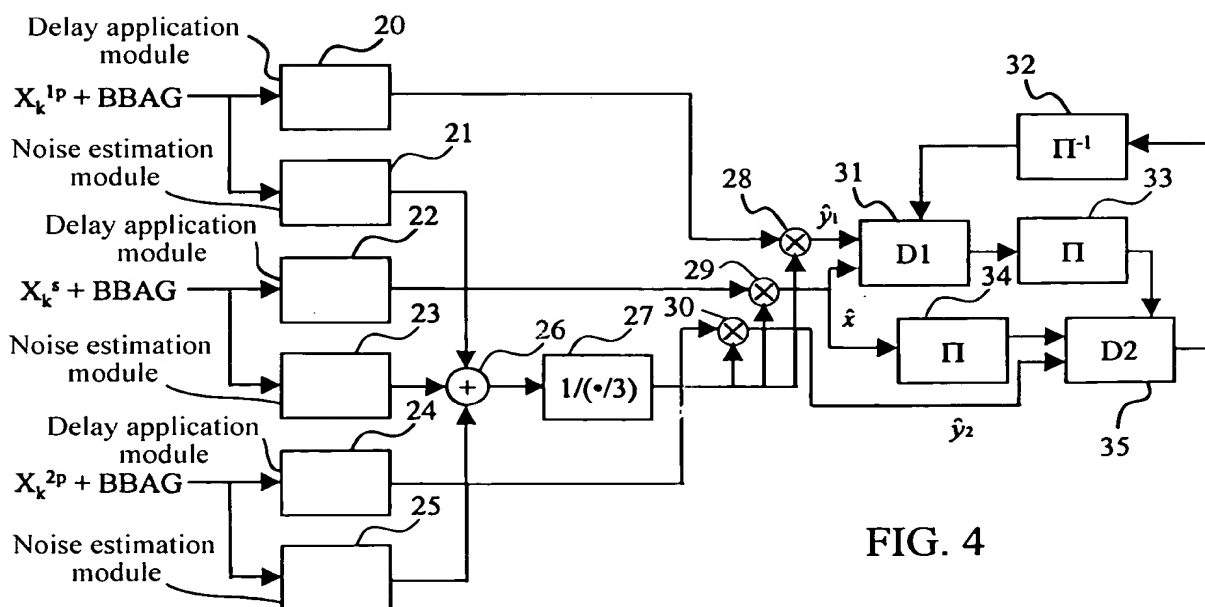 Delay application
module
20
X_k^1p + BBAG
Noise estimation
module
21
Delay application
module
22
X_k^s + BBAG
Noise estimation
module
23
Delay application
module
24
X_k^2p + BBAG
Noise estimation
module
25
26
+
27
1/(•/3)
28
29
30
ŷ₁
x̂
ŷ₂
31
D1
32
Π⁻¹
33
Π
34
Π
D2
35
FIG. 4